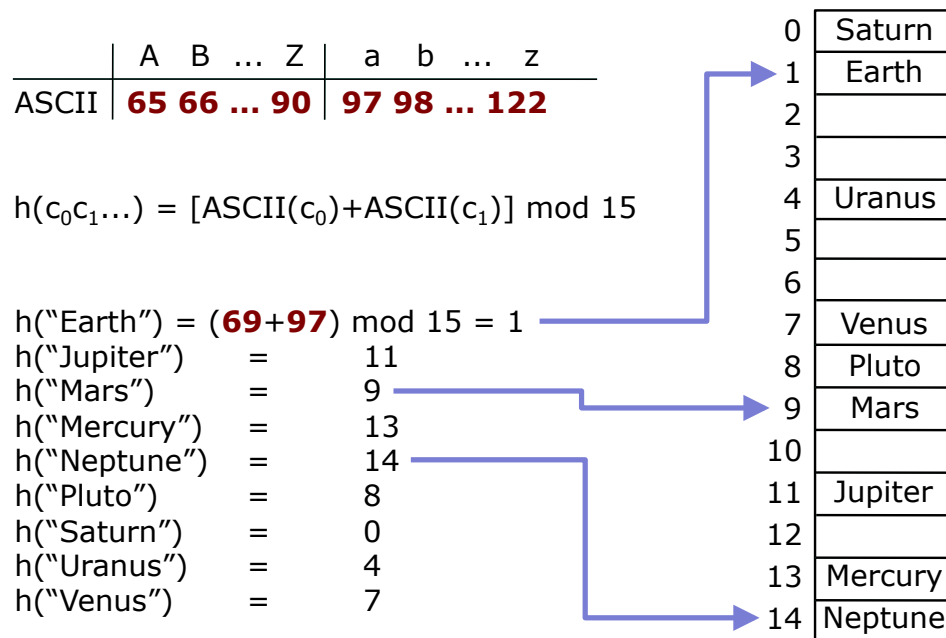 A B ... Z a b ... z
ASCII 65 66 ... 90 97 98 ... 122
h(c₀c₁...) = [ASCII(c₀)+ASCII(c₁)] mod 15
h(“Earth”) = (69+97) mod 15 = 1
h(“Jupiter”) = 11
h(“Mars”) = 9
h(“Mercury”) = 13
h(“Neptune”) = 14
h(“Pluto”) = 8
h(“Saturn”) = 0
h(“Uranus”) = 4
h(“Venus”) = 7
0 Saturn
1 Earth
2
3
4 Uranus
5
6
7 Venus
8 Pluto
9 Mars
10
11 Jupiter
12
13 Mercury
14 Neptune